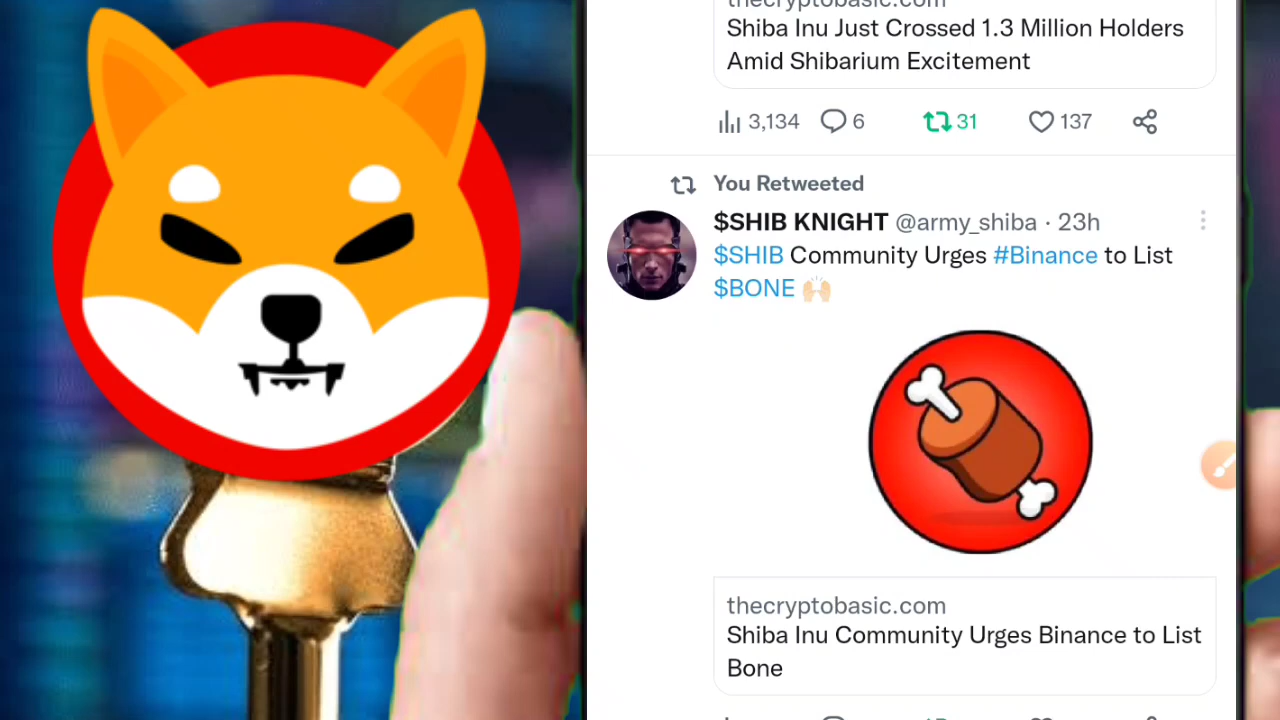 thecryptobasic.com
Shiba Inu Just Crossed 1.3 Million Holders
Amid Shibarium Excitement
3,134 6 31 137
You Retweeted
$SHIB KNIGHT @army_shiba · 23h
$SHIB Community Urges #Binance to List
$BONE 🙌🏻
thecryptobasic.com
Shiba Inu Community Urges Binance to List
Bone